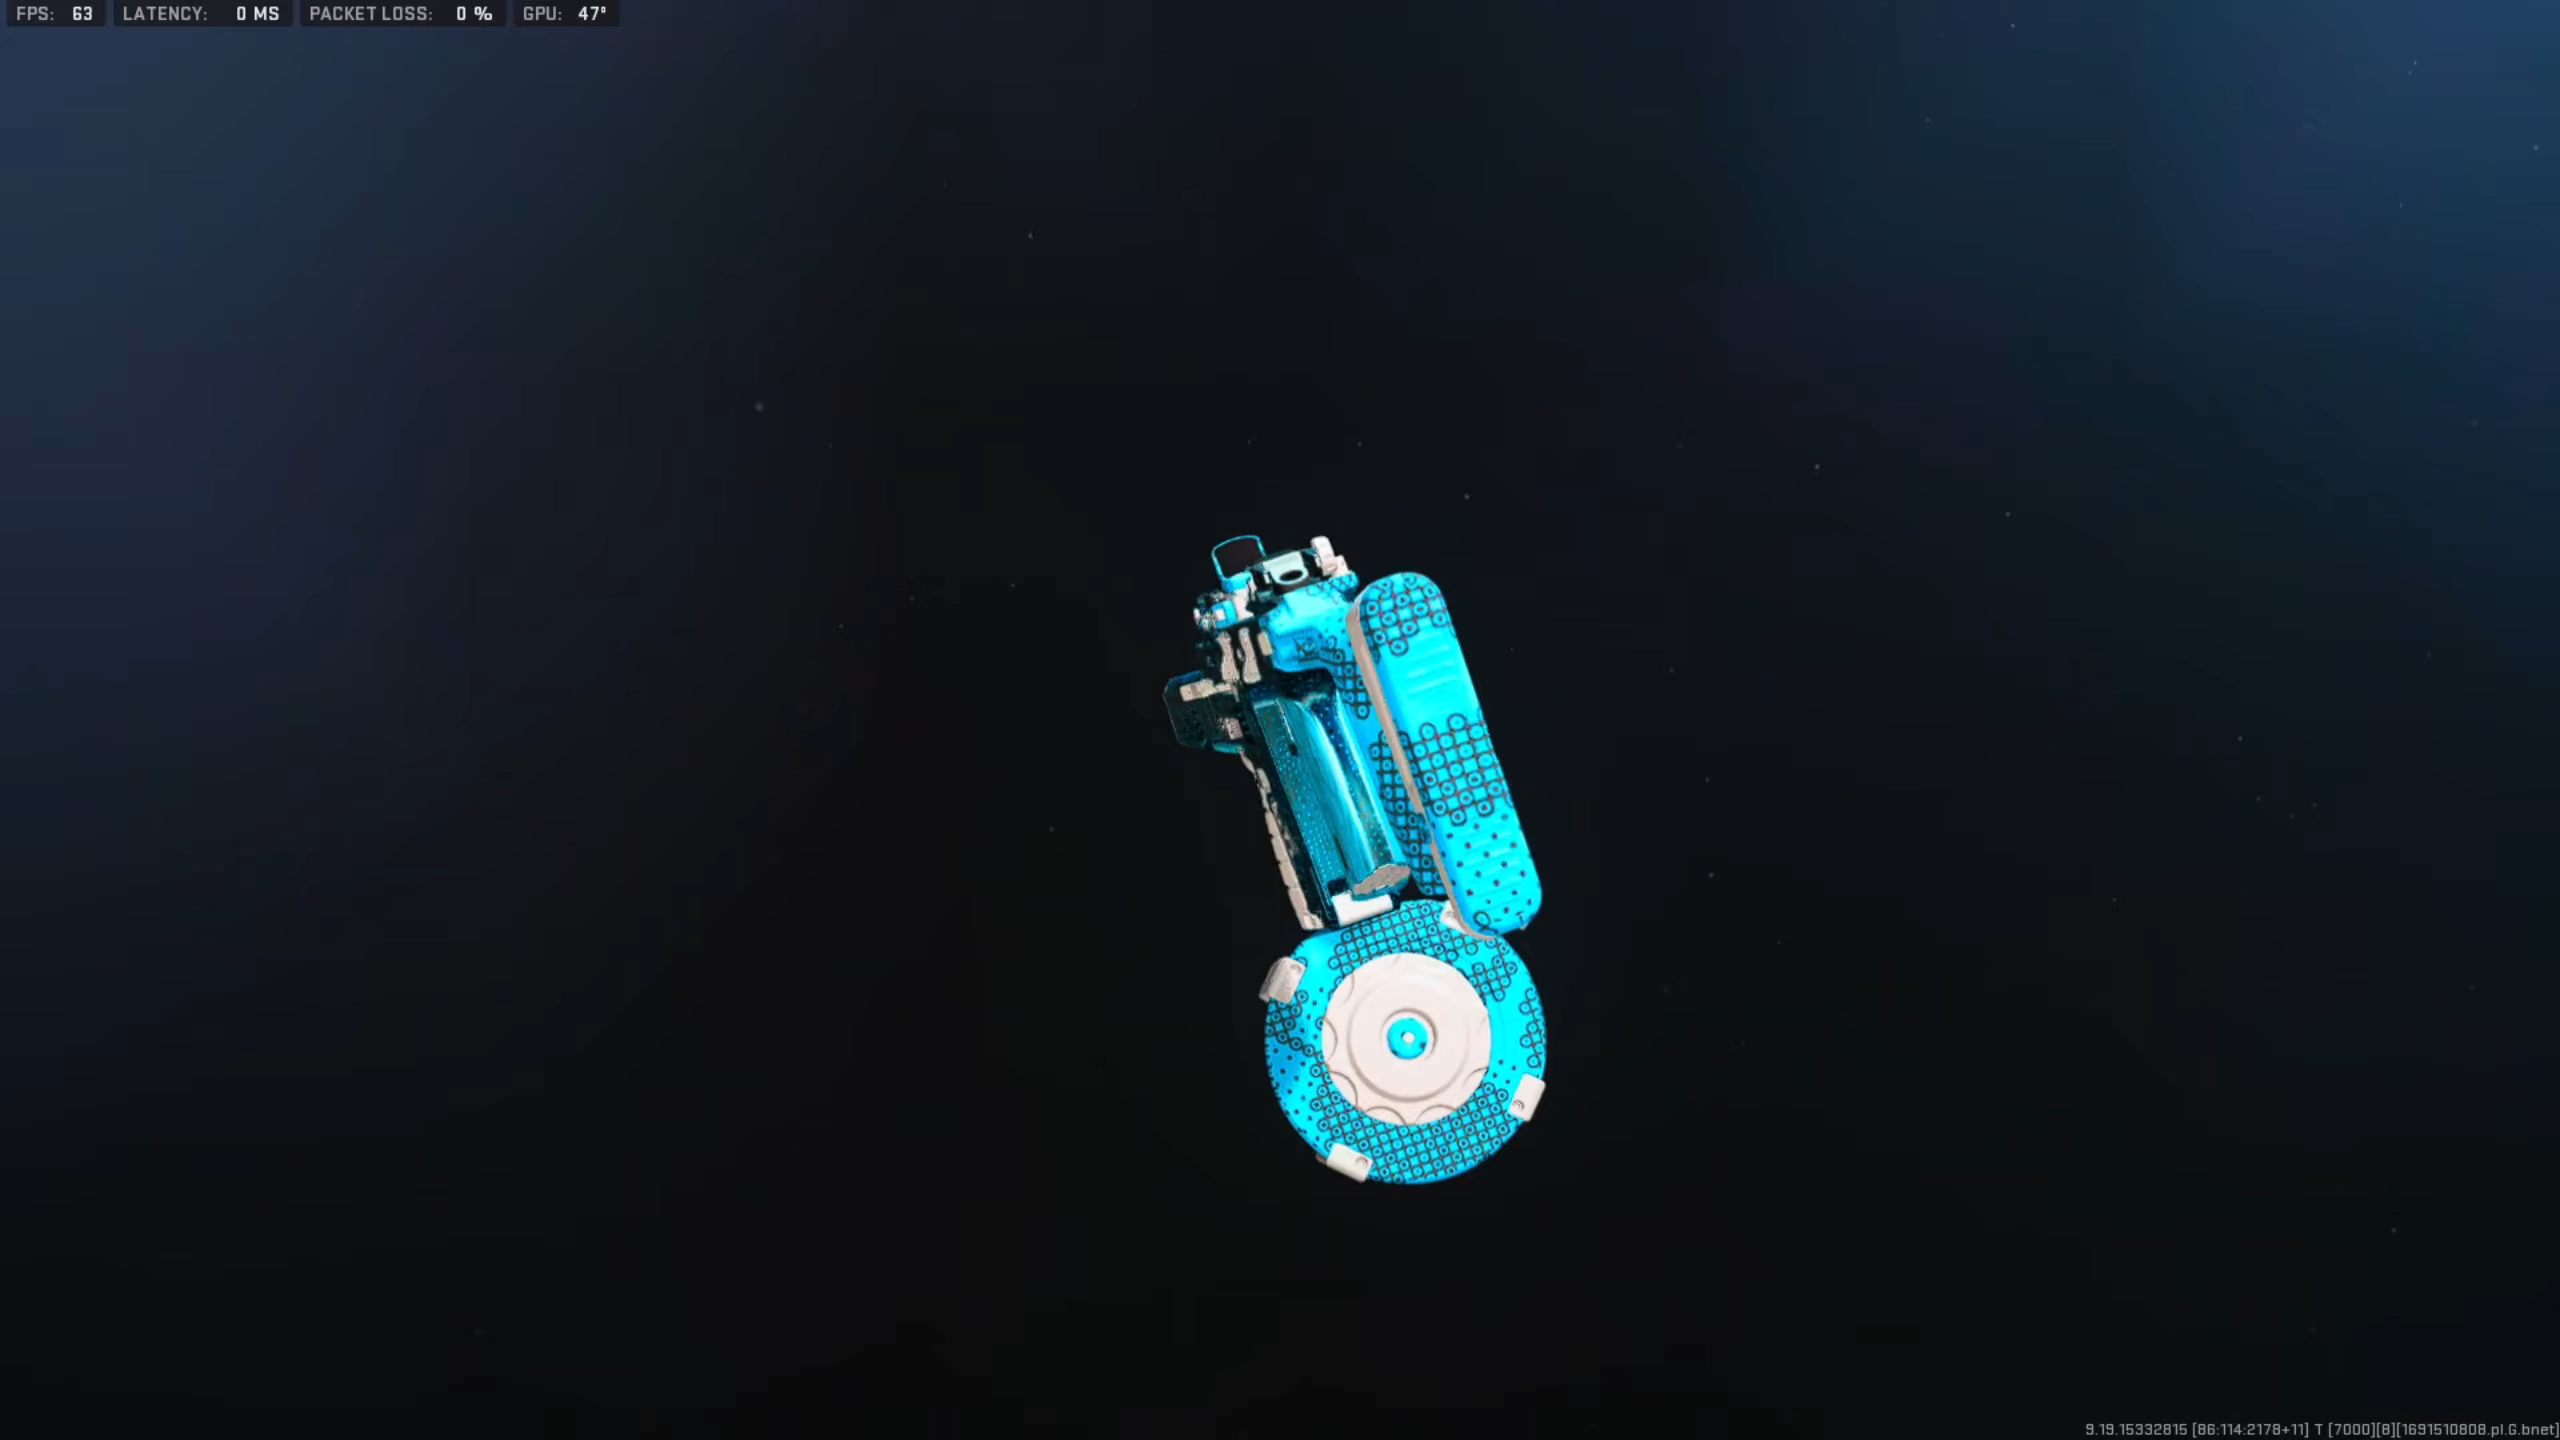 FPS: 63 LATENCY: 0 MS PACKET LOSS: 0 % GPU: 47°
9.19.15332815 [86:114:2178+11] T [7000][8][1691510808.pl.G.bnet]